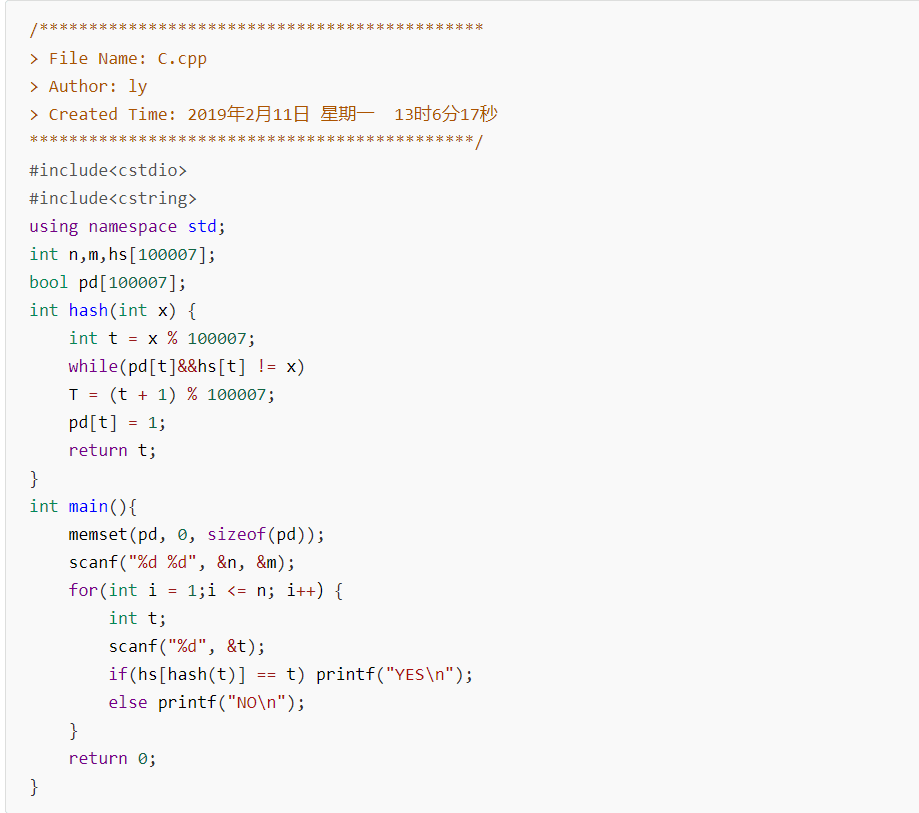 /*********************************************
> File Name: C.cpp
> Author: ly
> Created Time: 2019年2月11日 星期一  13时6分17秒
*********************************************/
#include<cstdio>
#include<cstring>
using namespace std;
int n,m,hs[100007];
bool pd[100007];
int hash(int x) {
    int t = x % 100007;
    while(pd[t]&&hs[t] != x)
    T = (t + 1) % 100007;
    pd[t] = 1;
    return t;
}
int main(){
    memset(pd, 0, sizeof(pd));
    scanf("%d %d", &n, &m);
    for(int i = 1;i <= n; i++) {
        int t;
        scanf("%d", &t);
        if(hs[hash(t)] == t) printf("YES\n");
        else printf("NO\n");
    }
    return 0;
}